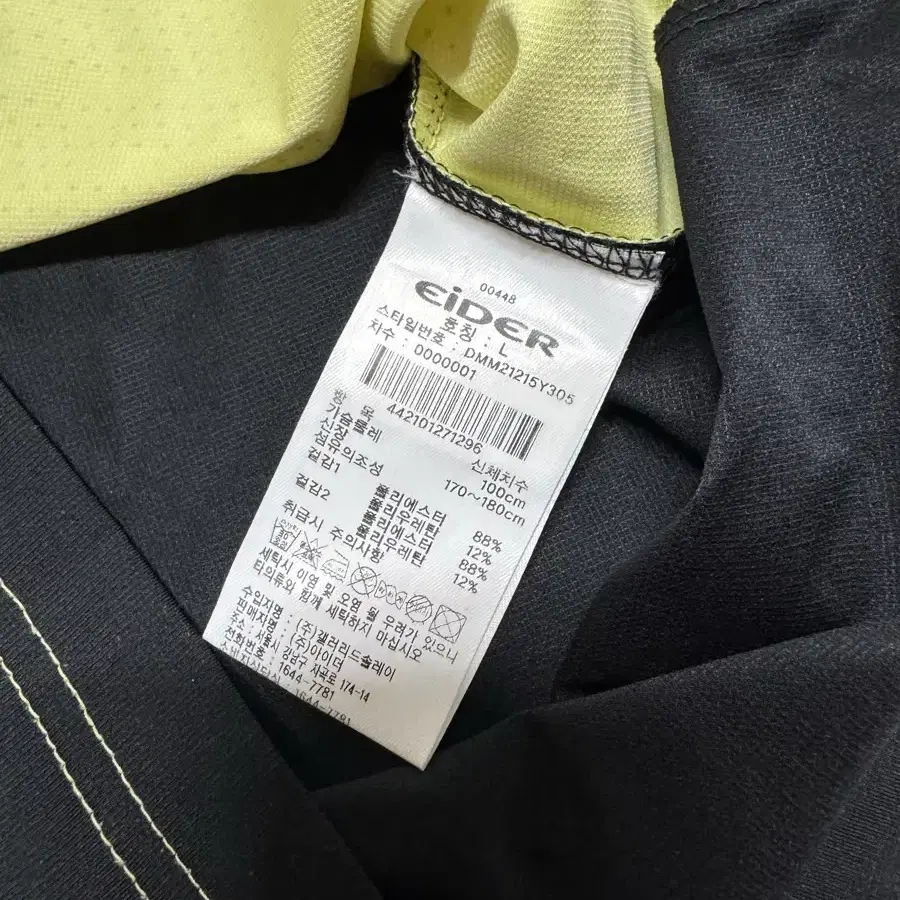 00448
EiDER
호칭 : L
스타일번호 : DMM21215Y305
차수 : 0000001
442101271296
항 목 신체치수
가슴둘레 100cm
신장 170~180cm
섬유의조성
겉감1 폴리에스터 88%
폴리우레탄 12%
겉감2 폴리에스터 88%
폴리우레탄 12%
취급시 주의사항
세탁시 이염 및 오염 될 우려가 있으니
타의류와 함께 세탁하지 마십시오
수입자명 : (주)켈러리드숄레이
판매자명 : (주)아이더
주소 : 서울시 강남구 자곡로 174-14
전화번호 : 1644-7781
1644-7781